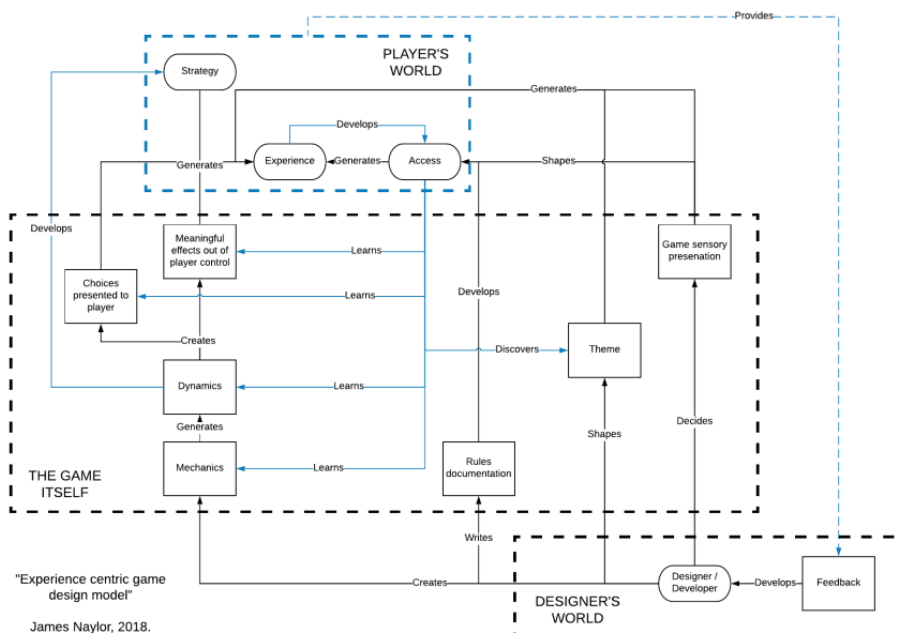 Provides
PLAYER'S
WORLD
Strategy
Generates
Develops
Experience
Generates
Access
Shapes
Generates
Develops
Meaningful
effects out of
player control
Learns
Game sensory
presenation
Choices
presented to
player
Learns
Develops
Creates
Discovers
Theme
Dynamics
Learns
Generates
Shapes
Decides
Mechanics
Learns
Rules
documentation
THE GAME
ITSELF
Writes
"Experience centric game
design model"
James Naylor, 2018.
Creates
Designer /
Developer
Develops
Feedback
DESIGNER'S
WORLD